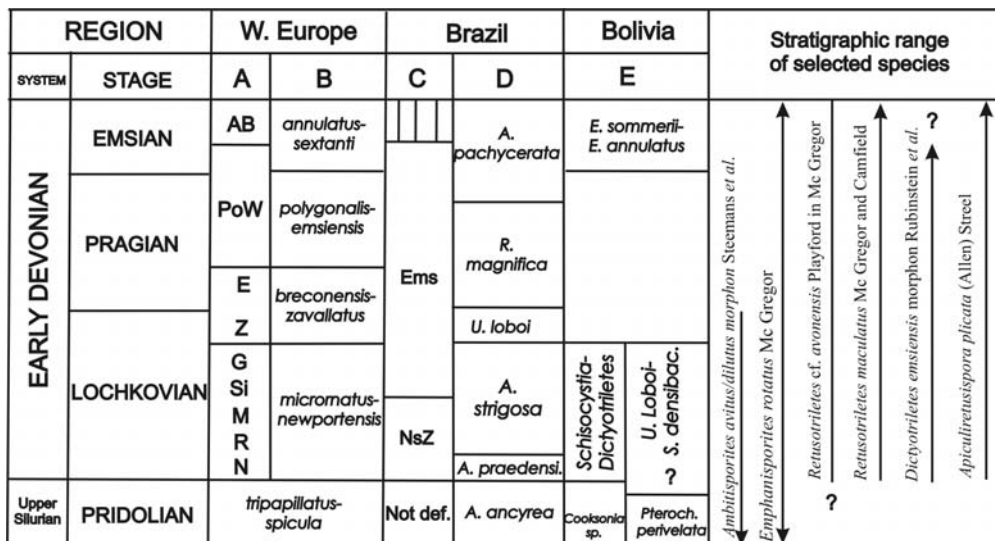 REGION
W. Europe
Brazil
Bolivia
Stratigraphic range
of selected species
SYSTEM
STAGE
A
B
C
D
E
EARLY DEVONIAN
EMSIAN
AB
annulatus-
sextanti
A.
pachycerata
E. sommerii-
E. annulatus
PRAGIAN
PoW
polygonalis-
emsiensis
Ems
R.
magnifica
E
Z
breconensis-
zavallatus
U. loboi
LOCHKOVIAN
G
Si
M
R
N
micrornatus-
newportensis
NsZ
A.
strigosa
A. praedensi.
Schisocystia-
Dictyotriletes
U. Loboi-
S. densibac.
?
Upper
Silurian
PRIDOLIAN
tripapillatus-
spicula
Not def.
A. ancyrea
Cooksonia
sp.
Pteroch.
perivelata
Ambitisporites avitus/dilutus morphon Steemans et al.
Emphanisporites rotatus Mc Gregor
Retusotriletes cf. avonensis Playford in Mc Gregor
?
Retusotriletes maculatus Mc Gregor and Camfield
?
Dictyotriletes emsiensis morphon Rubinstein et al.
Apiculiretusispora plicata (Allen) Streel